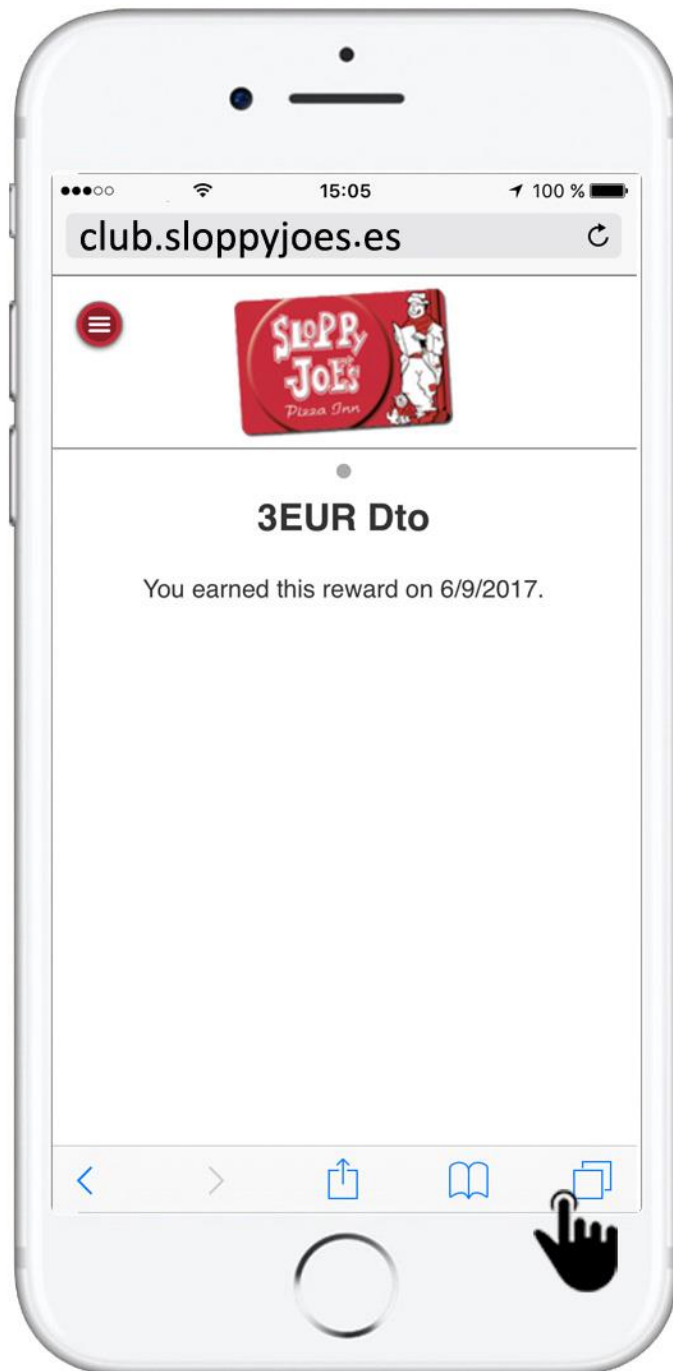 15:05
100 %
club.sloppyjoes.es
SLOPPY
JOE'S
Pizza Inn
3EUR Dto
You earned this reward on 6/9/2017.